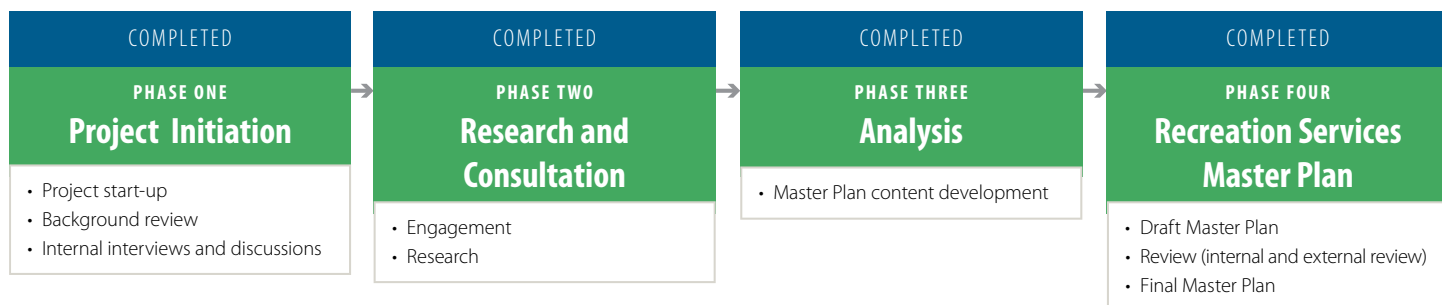 COMPLETED
PHASE ONE
Project Initiation
• Project start-up
• Background review
• Internal interviews and discussions
COMPLETED
PHASE TWO
Research and
Consultation
• Engagement
• Research
COMPLETED
PHASE THREE
Analysis
• Master Plan content development
COMPLETED
PHASE FOUR
Recreation Services
Master Plan
• Draft Master Plan
• Review (internal and external review)
• Final Master Plan